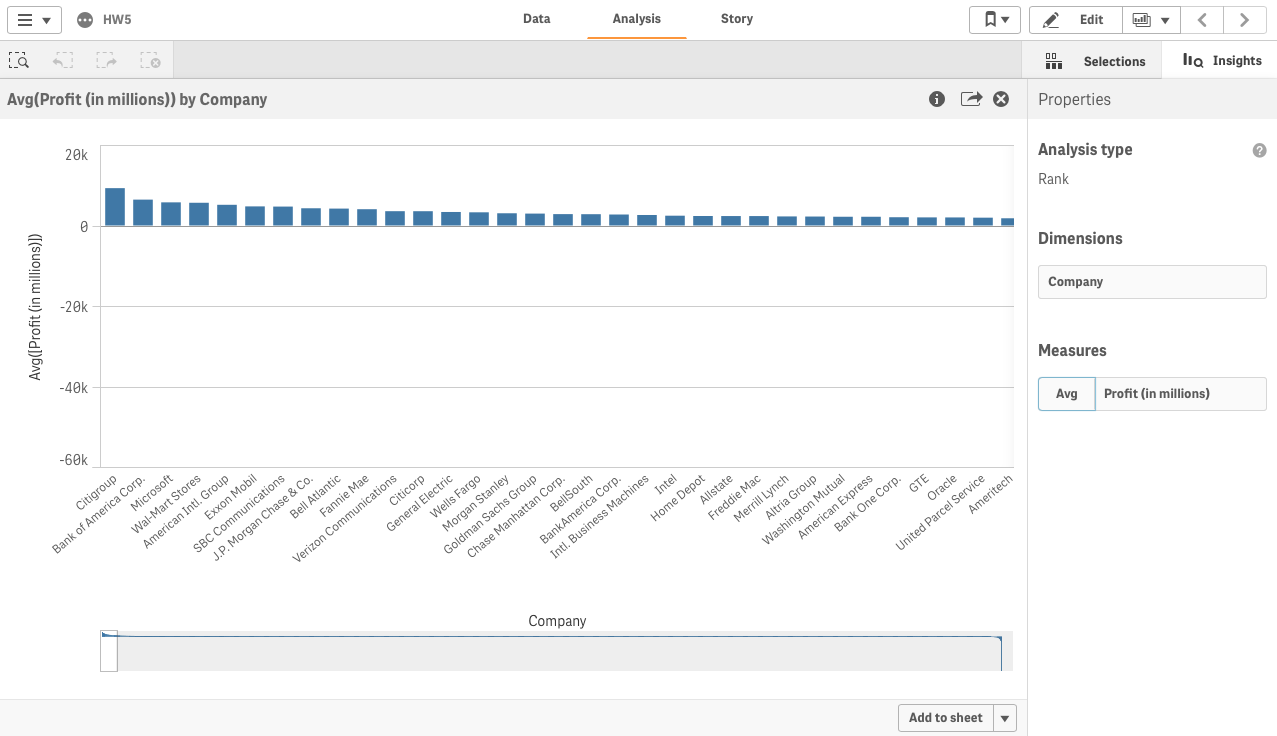 HW5
Data
Analysis
Story
Edit
Selections
Insights
Avg(Profit (in millions)) by Company
Properties
Analysis type
Rank
Dimensions
Company
Measures
Avg
Profit (in millions)
Avg([Profit (in millions)])
20k
0
-20k
-40k
-60k
Citigroup
Bank of America Corp.
Microsoft
Wal-Mart Stores
American Intl. Group
Exxon Mobil
SBC Communications
J.P. Morgan Chase & Co.
Bell Atlantic
Fannie Mae
Verizon Communications
Citicorp
General Electric
Wells Fargo
Morgan Stanley
Goldman Sachs Group
Chase Manhattan Corp.
BellSouth
BankAmerica Corp.
Intl. Business Machines
Intel
Home Depot
Allstate
Freddie Mac
Merrill Lynch
Altria Group
Washington Mutual
American Express
Bank One Corp.
GTE
Oracle
United Parcel Service
Ameritech
Company
Add to sheet